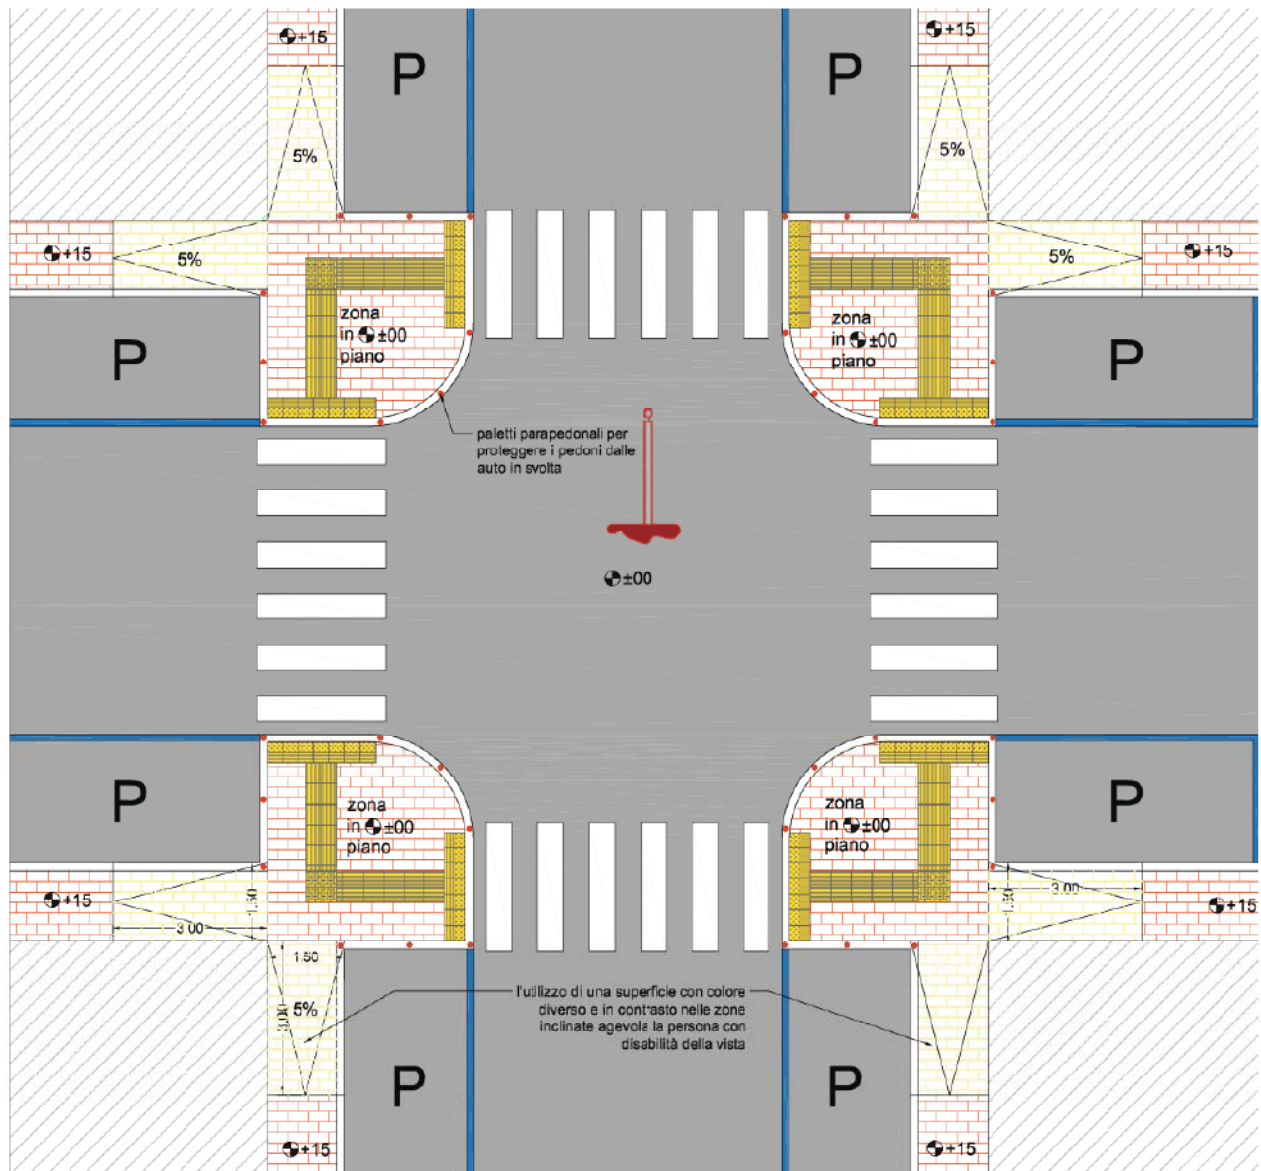 +15
P
P
+15
5%
5%
+15
5%
5%
+15
zona
in ±00
piano
zona
in ±00
piano
P
P
paletti parapedonali per
proteggere i pedoni dalle
auto in svolta
±00
P
P
zona
in ±00
piano
zona
in ±00
piano
+15
1.50
3.00
1.50
3.00
+15
1.50
3.00
5%
l'utilizzo di una superficie con colore
diverso e in contrasto nelle zone
inclinate agevola la persona con
disabilità della vista
P
P
+15
+15